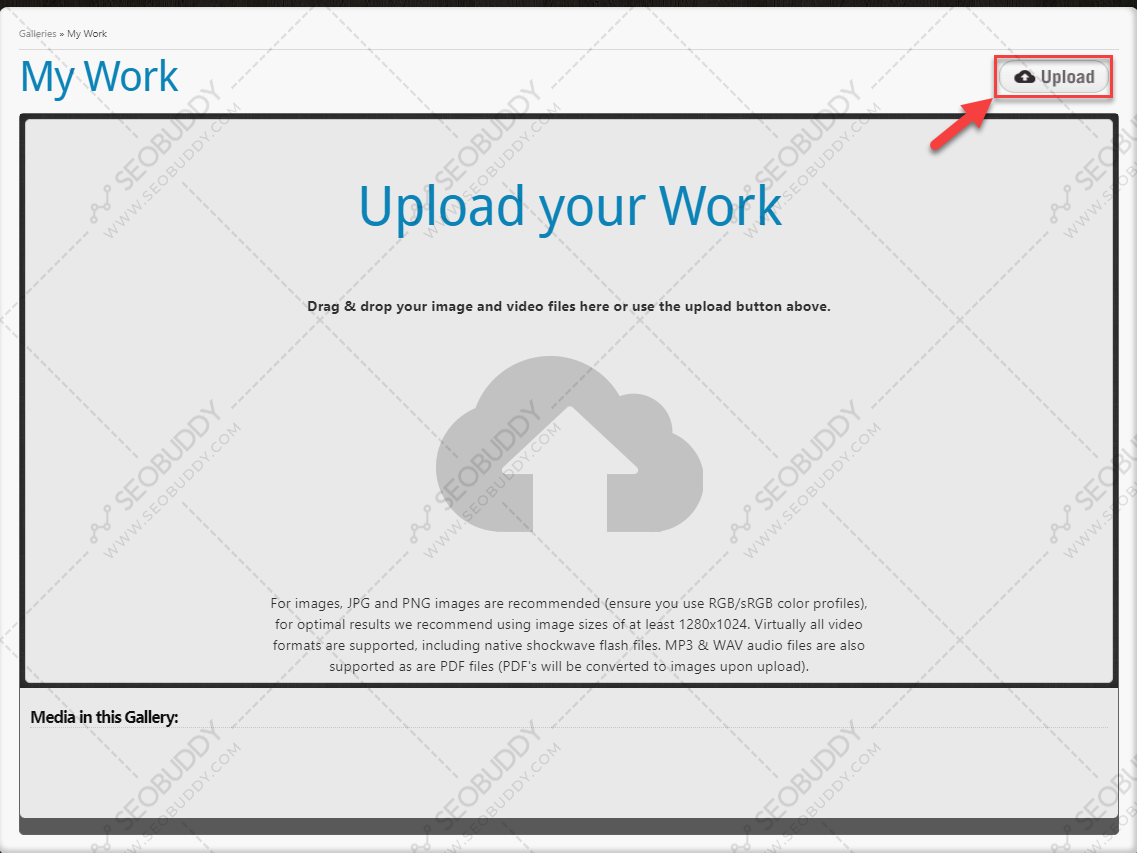 Galleries » My Work
My Work
Upload
Upload your Work
Drag & drop your image and video files here or use the upload button above.
For images, JPG and PNG images are recommended (ensure you use RGB/sRGB color profiles),
for optimal results we recommend using image sizes of at least 1280x1024. Virtually all video
formats are supported, including native shockwave flash files. MP3 & WAV audio files are also
supported as are PDF files (PDF's will be converted to images upon upload).
Media in this Gallery:
SEOBUDDY
WWW.SEOBUDDY.COM